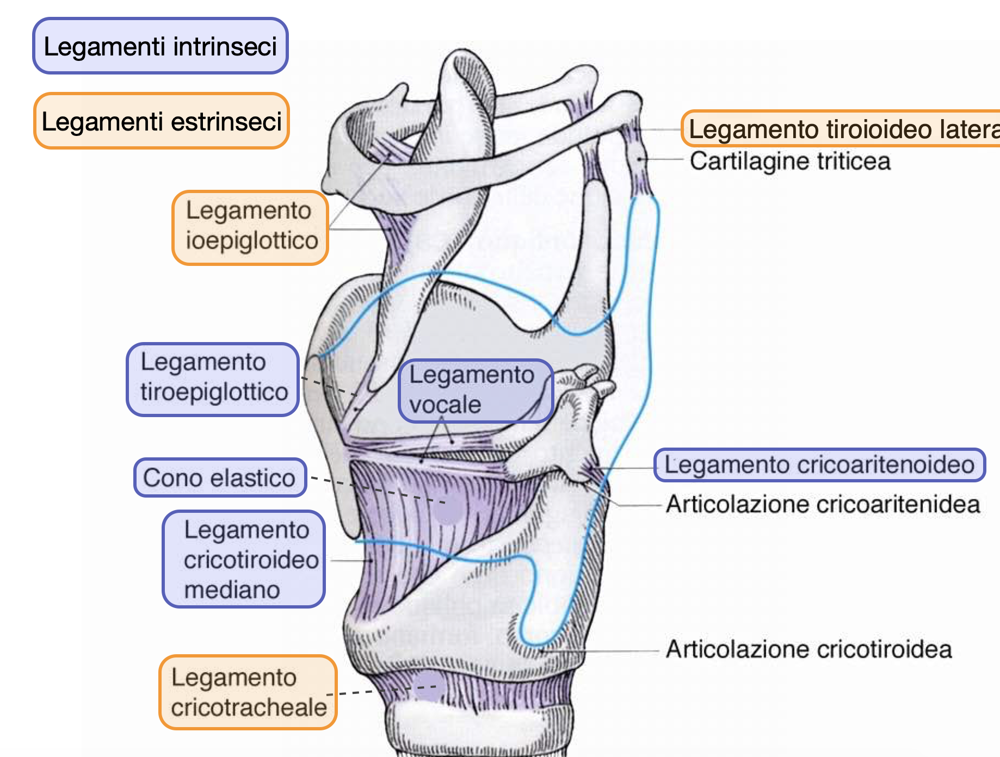 Legamenti intrinseci
Legamenti estrinseci
Legamento tiroioideo latera
Cartilagine triticea
Legamento
ioepiglottico
Legamento
tiroepiglottico
Legamento
vocale
Cono elastico
Legamento cricoaritenoideo
Articolazione cricoaritenidea
Legamento
cricotiroideo
mediano
Articolazione cricotiroidea
Legamento
cricotracheale